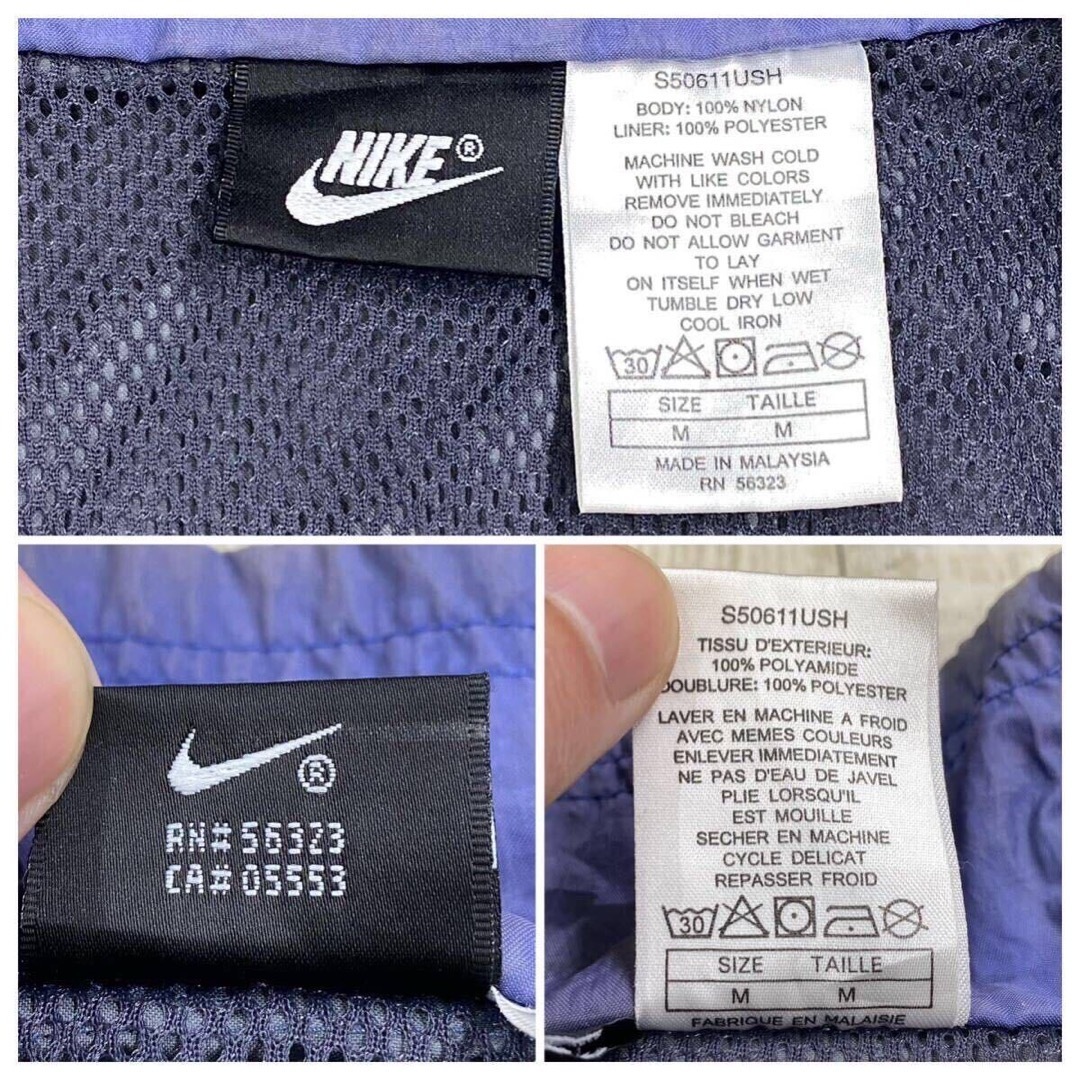 NIKE®
S50611USH
BODY: 100% NYLON
LINER: 100% POLYESTER
MACHINE WASH COLD
WITH LIKE COLORS
REMOVE IMMEDIATELY
DO NOT BLEACH
DO NOT ALLOW GARMENT
TO LAY
ON ITSELF WHEN WET
TUMBLE DRY LOW
COOL IRON
30
SIZE TAILLE
M M
MADE IN MALAYSIA
RN 56323
®
RN# 56323
CA# 05553
S50611USH
TISSU D'EXTERIEUR:
100% POLYAMIDE
DOUBLURE: 100% POLYESTER
LAVER EN MACHINE A FROID
AVEC MEMES COULEURS
ENLEVER IMMEDIATEMENT
NE PAS D'EAU DE JAVEL
PLIE LORSQU'IL
EST MOUILLE
SECHER EN MACHINE
CYCLE DELICAT
REPASSER FROID
30
SIZE TAILLE
M M
FABRIQUE EN MALAISIE